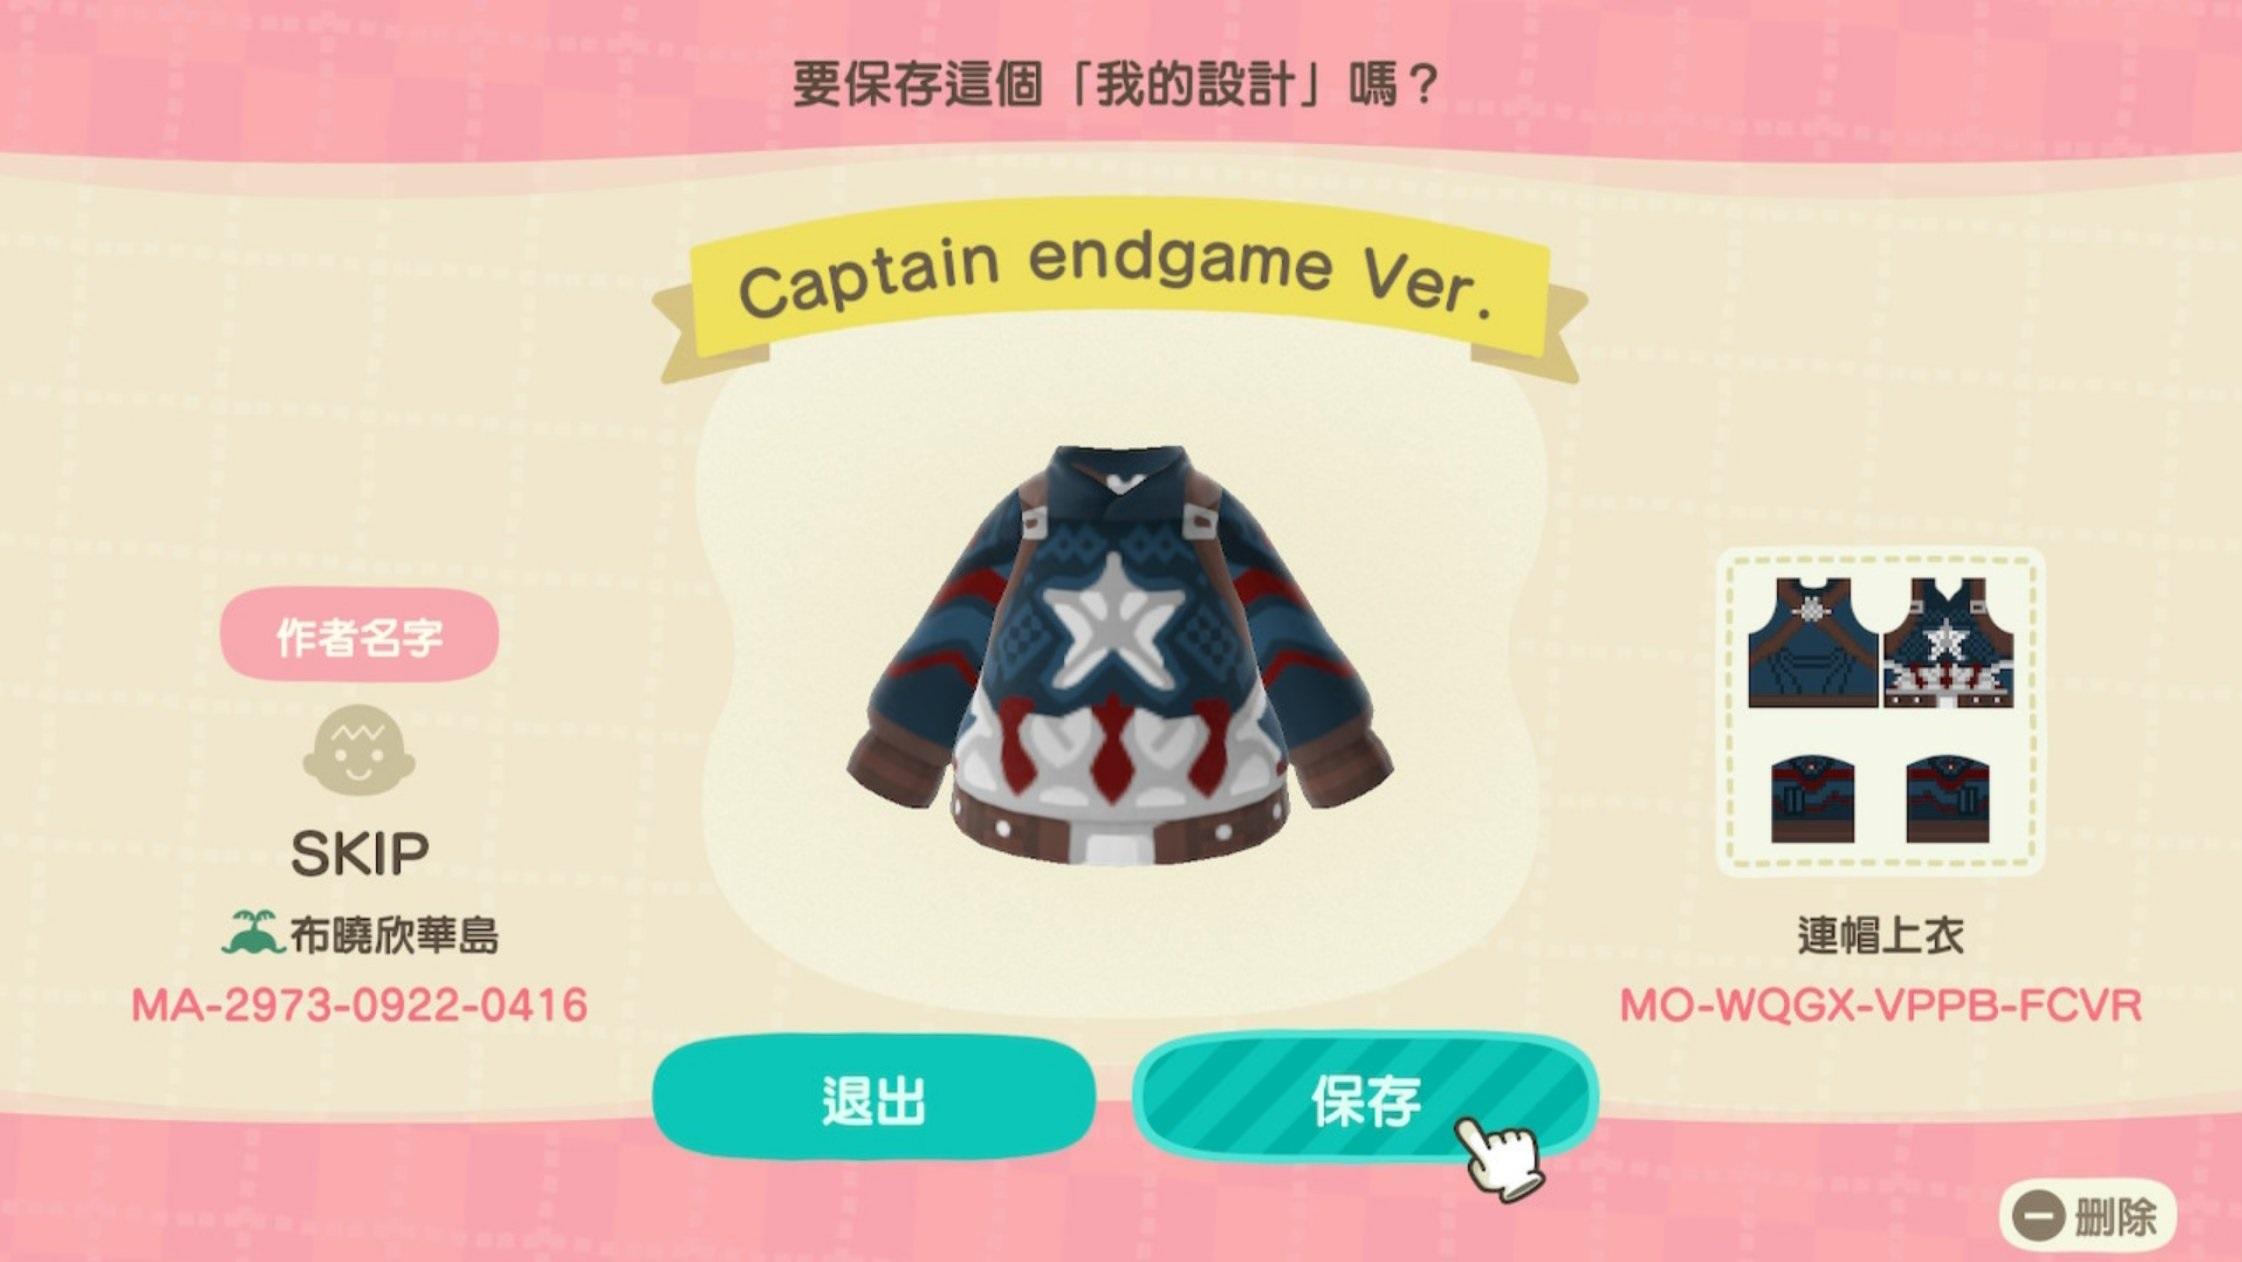 要保存這個「我的設計」嗎？
Captain endgame Ver.
作者名字
SKIP
布曉欣華島
MA-2973-0922-0416
連帽上衣
MO-WQGX-VPPB-FCVR
退出
保存
刪除